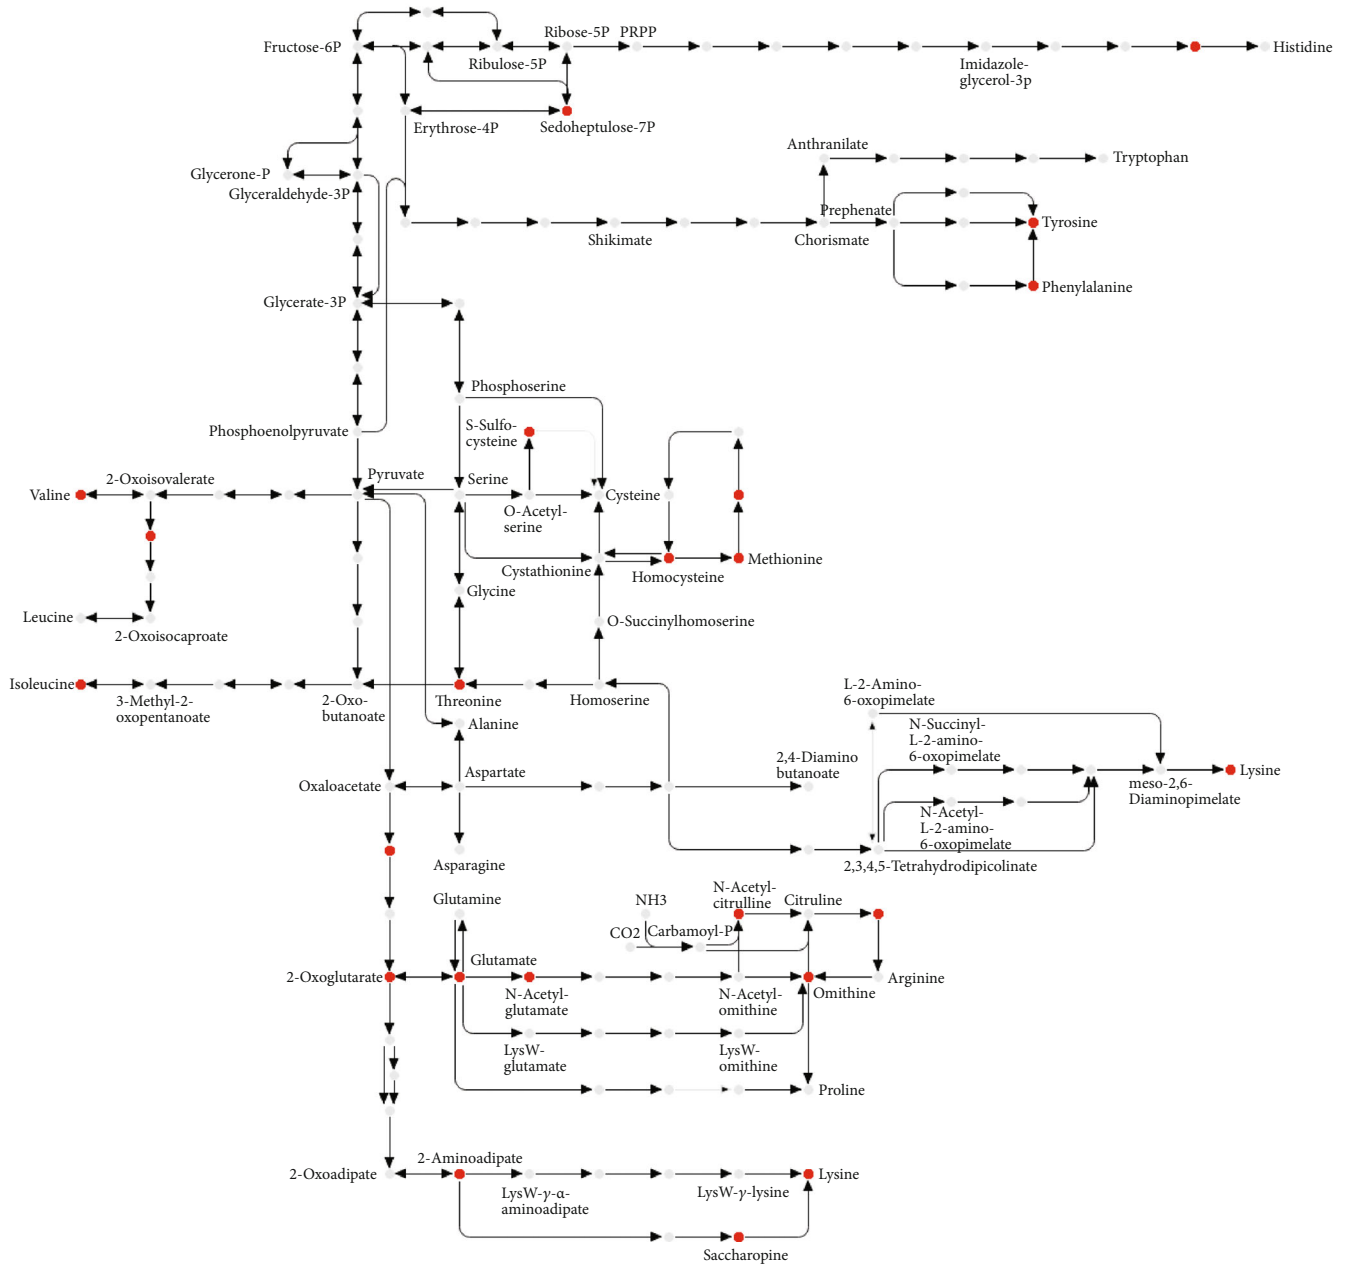 Fructose-6P
Ribulose-5P
Ribose-5P
PRPP
Imidazole-
glycerol-3p
Histidine
Erythrose-4P
Sedoheptulose-7P
Glycerone-P
Glyceraldehyde-3P
Anthranilate
Tryptophan
Prephenate
Shikimate
Chorismate
Tyrosine
Phenylalanine
Glycerate-3P
Phosphoserine
Phosphoenolpyruvate
S-Sulfo-
cysteine
Pyruvate
Serine
2-Oxoisovalerate
Valine
O-Acetyl-
serine
Cysteine
Cystathionine
Homocysteine
Methionine
Glycine
Leucine
2-Oxoisocaproate
O-Succinylhomoserine
Isoleucine
3-Methyl-2-
oxopentanoate
2-Oxo-
butanoate
Threonine
Homoserine
Alanine
L-2-Amino-
6-oxopimelate
N-Succinyl-
L-2-amino-
6-oxopimelate
2,4-Diamino
butanoate
Oxaloacetate
Aspartate
Lysine
meso-2,6-
Diaminopimelate
N-Acetyl-
L-2-amino-
6-oxopimelate
Asparagine
2,3,4,5-Tetrahydrodipicolinate
Glutamine
NH3
N-Acetyl-
citrulline
Citruline
CO2
Carbamoyl-P
2-Oxoglutarate
Glutamate
N-Acetyl-
glutamate
N-Acetyl-
omithine
Omithine
Arginine
LysW-
glutamate
LysW-
omithine
Proline
2-Oxoadipate
2-Aminoadipate
LysW-γ-α-
aminoadipate
LysW-γ-lysine
Lysine
Saccharopine